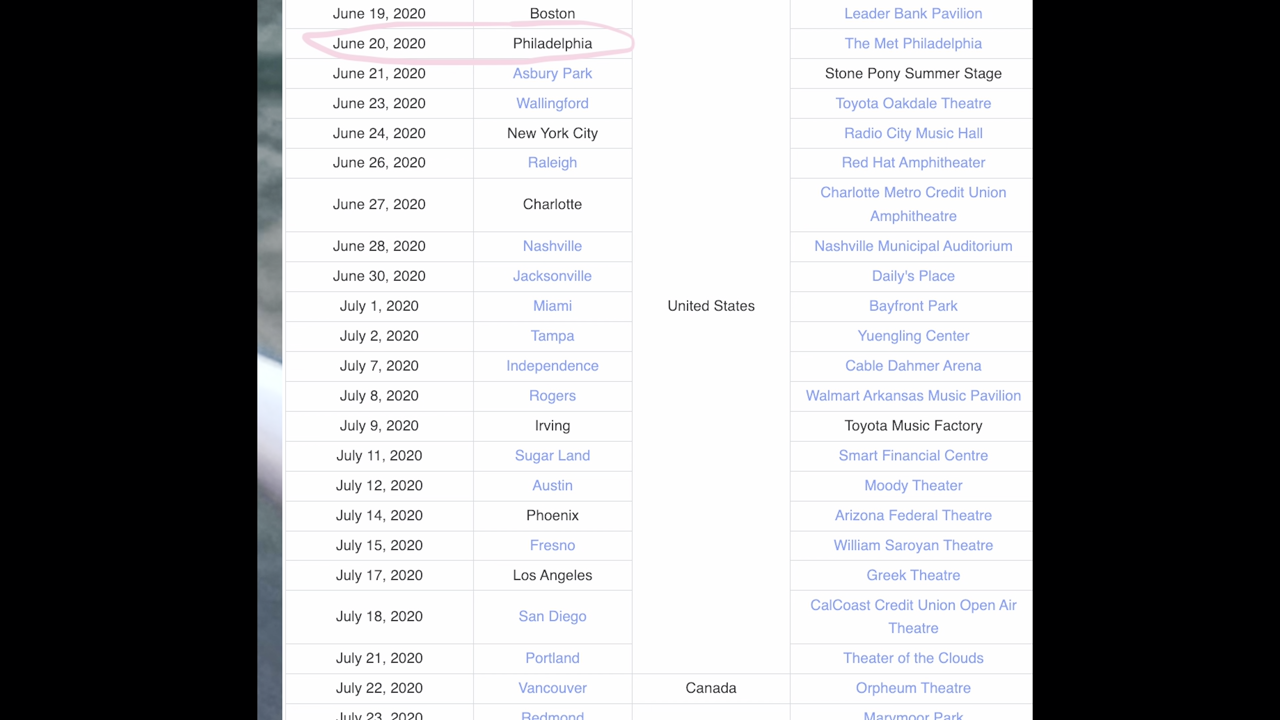 June 19, 2020 Boston Leader Bank Pavilion
June 20, 2020 Philadelphia The Met Philadelphia
June 21, 2020 Asbury Park Stone Pony Summer Stage
June 23, 2020 Wallingford Toyota Oakdale Theatre
June 24, 2020 New York City Radio City Music Hall
June 26, 2020 Raleigh Red Hat Amphitheater
June 27, 2020 Charlotte Charlotte Metro Credit Union
Amphitheatre
June 28, 2020 Nashville Nashville Municipal Auditorium
June 30, 2020 Jacksonville Daily's Place
July 1, 2020 Miami United States Bayfront Park
July 2, 2020 Tampa Yuengling Center
July 7, 2020 Independence Cable Dahmer Arena
July 8, 2020 Rogers Walmart Arkansas Music Pavilion
July 9, 2020 Irving Toyota Music Factory
July 11, 2020 Sugar Land Smart Financial Centre
July 12, 2020 Austin Moody Theater
July 14, 2020 Phoenix Arizona Federal Theatre
July 15, 2020 Fresno William Saroyan Theatre
July 17, 2020 Los Angeles Greek Theatre
July 18, 2020 San Diego CalCoast Credit Union Open Air
Theatre
July 21, 2020 Portland Theater of the Clouds
July 22, 2020 Vancouver Canada Orpheum Theatre
July 23, 2020 Redmond Marymoor Park